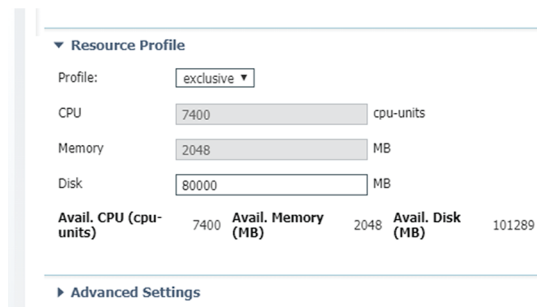 Resource Profile
Profile: exclusive
CPU 7400 cpu-units
Memory 2048 MB
Disk 80000 MB
Avail. CPU (cpu- 7400 Avail. Memory 2048 Avail. Disk 101289
units) (MB) (MB)
Advanced Settings